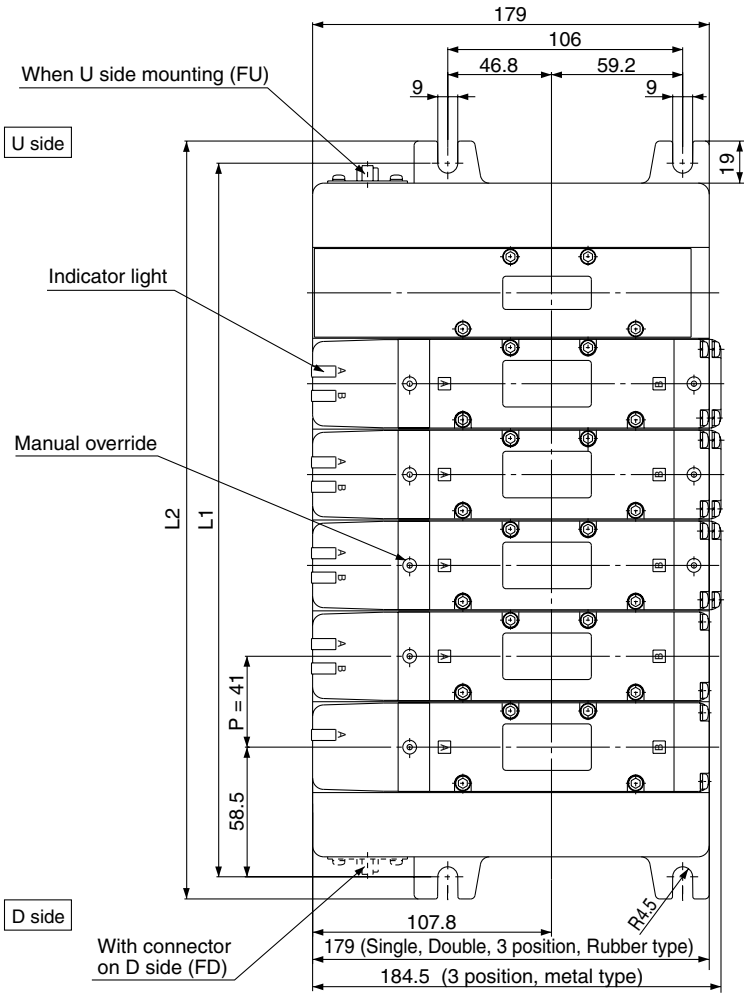 179
106
When U side mounting (FU)
46.8
59.2
9
9
U side
19
Indicator light
A
B
A
B
Manual override
A
B
A
B
L2
L1
A
B
A
B
A
B
A
B
P = 41
A
A
B
58.5
D side
107.8
R4.5
With connector
on D side (FD)
179 (Single, Double, 3 position, Rubber type)
184.5 (3 position, metal type)